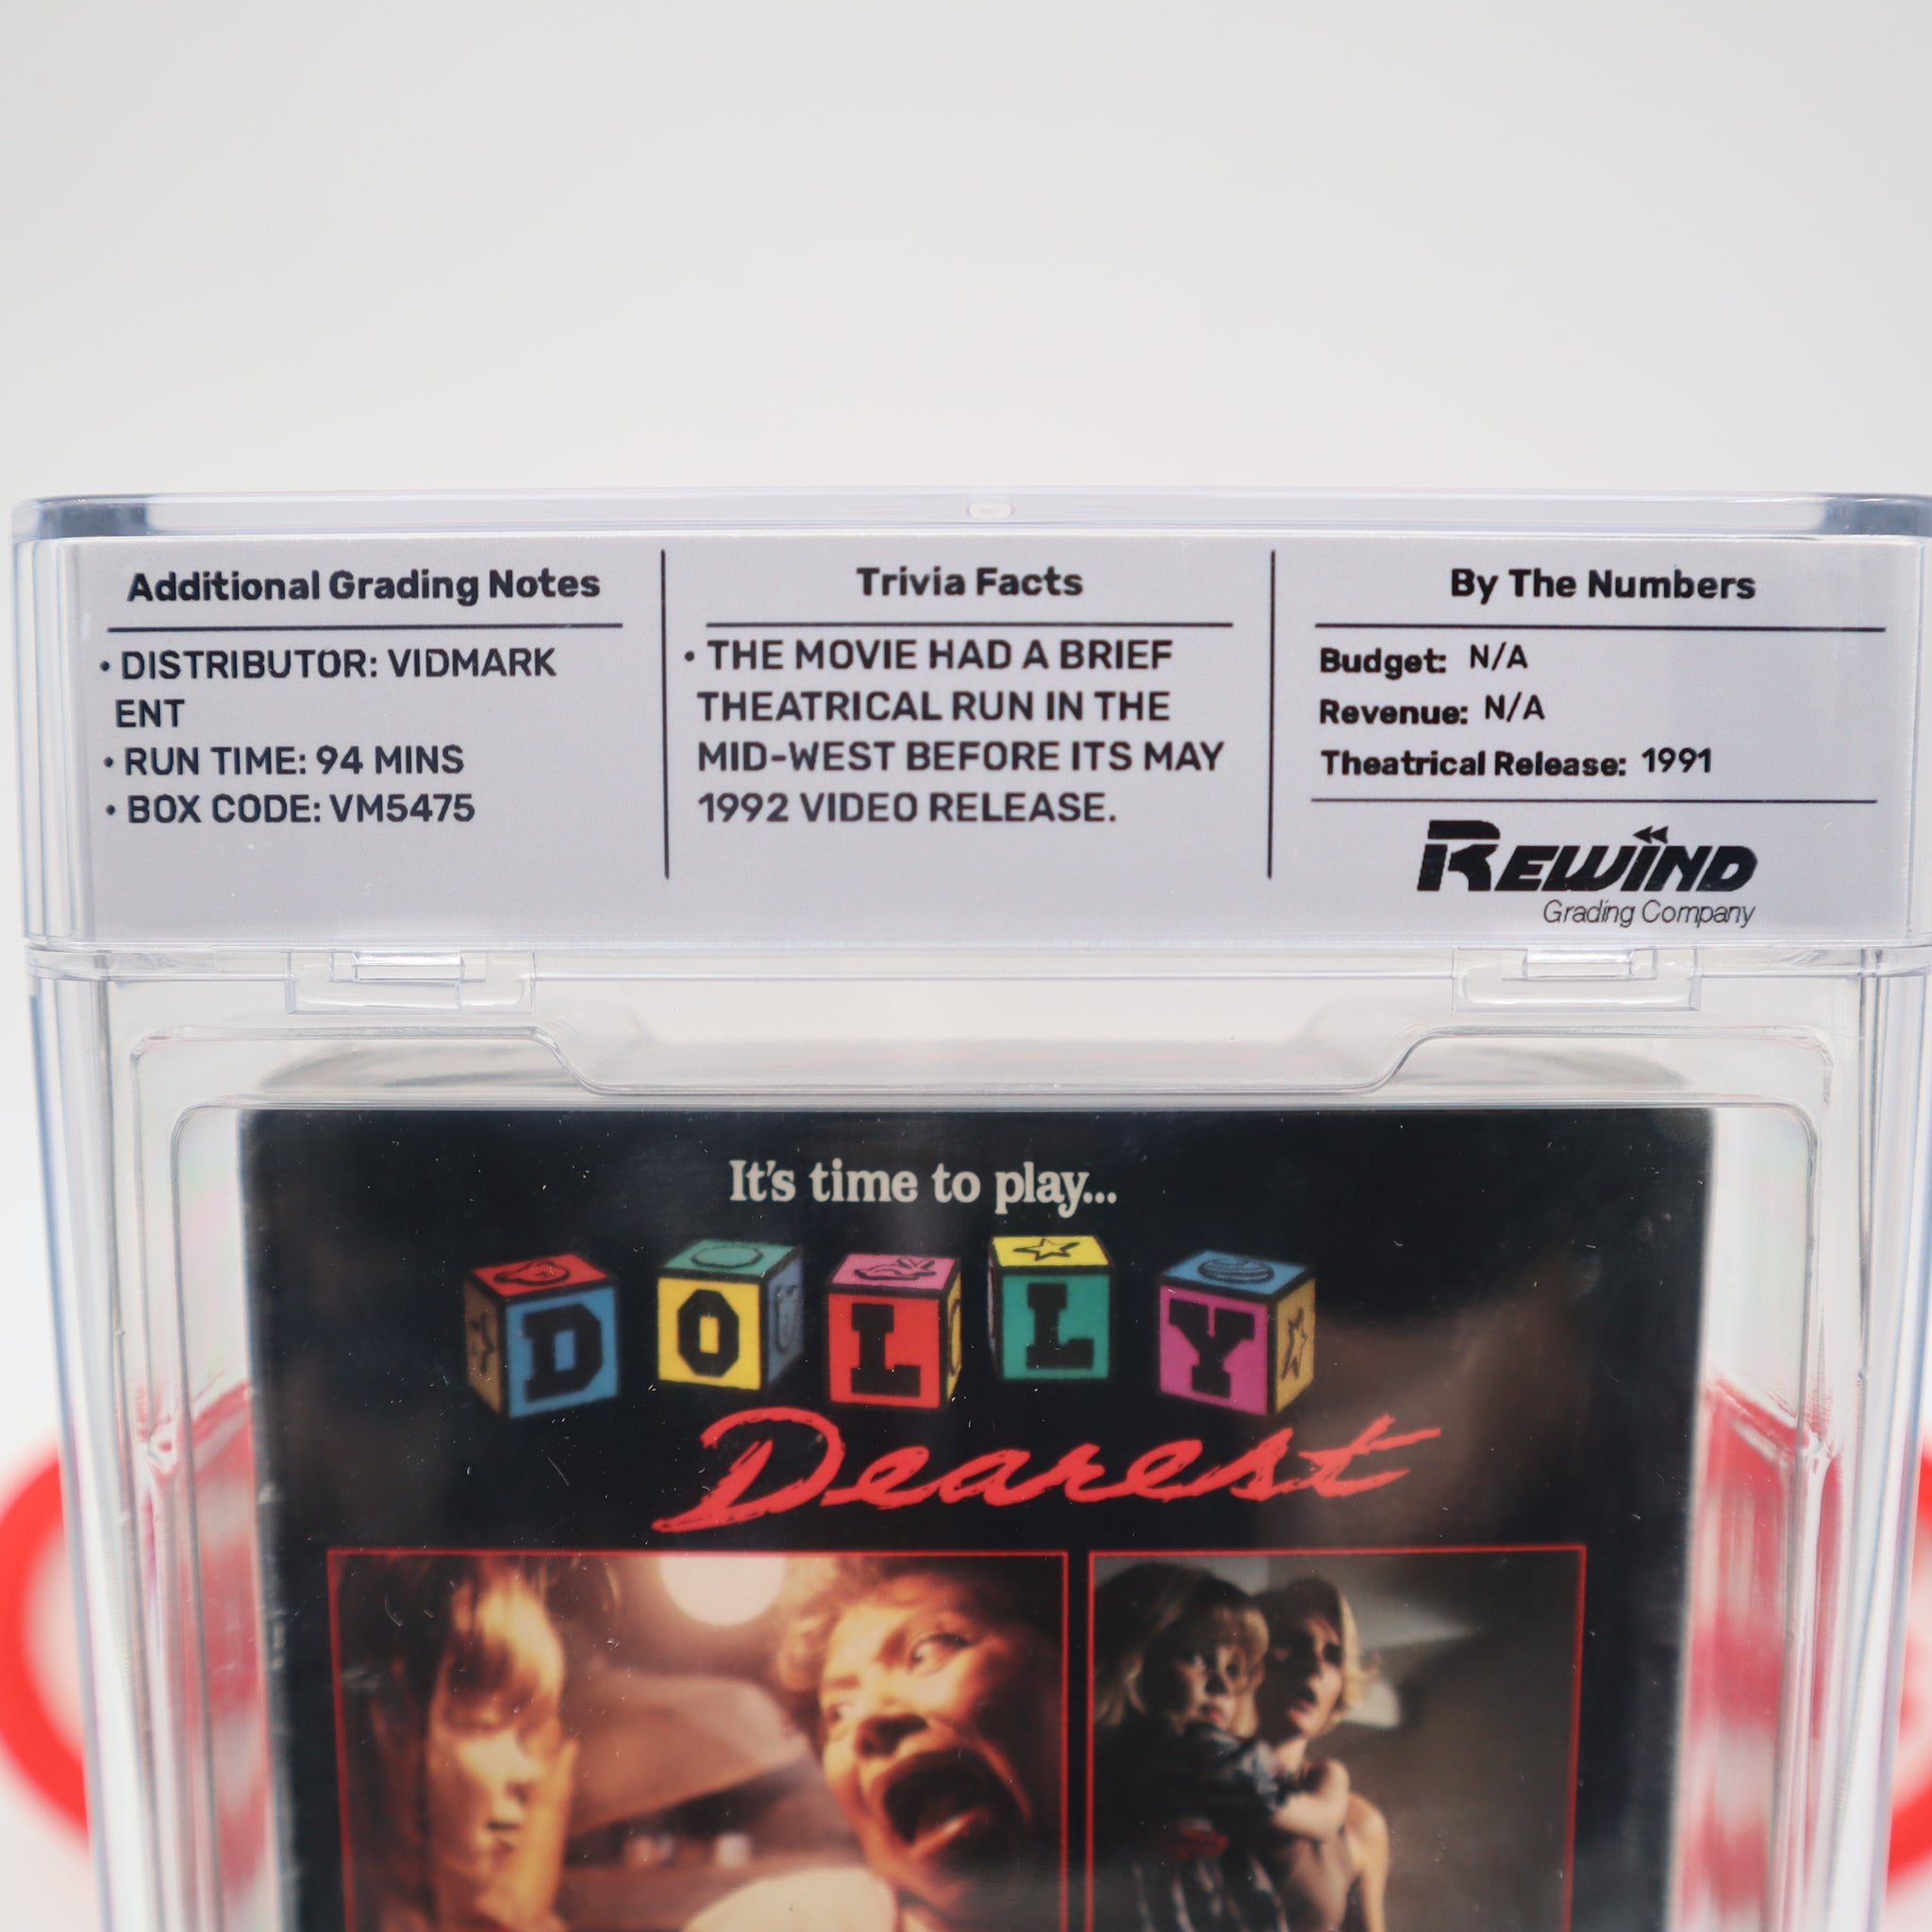 Additional Grading Notes
• DISTRIBUTOR: VIDMARK
ENT
• RUN TIME: 94 MINS
• BOX CODE: VM5475
Trivia Facts
• THE MOVIE HAD A BRIEF
THEATRICAL RUN IN THE
MID-WEST BEFORE ITS MAY
1992 VIDEO RELEASE.
By The Numbers
Budget: N/A
Revenue: N/A
Theatrical Release: 1991
REWIND
Grading Company
It's time to play...
DOLLY
Dearest